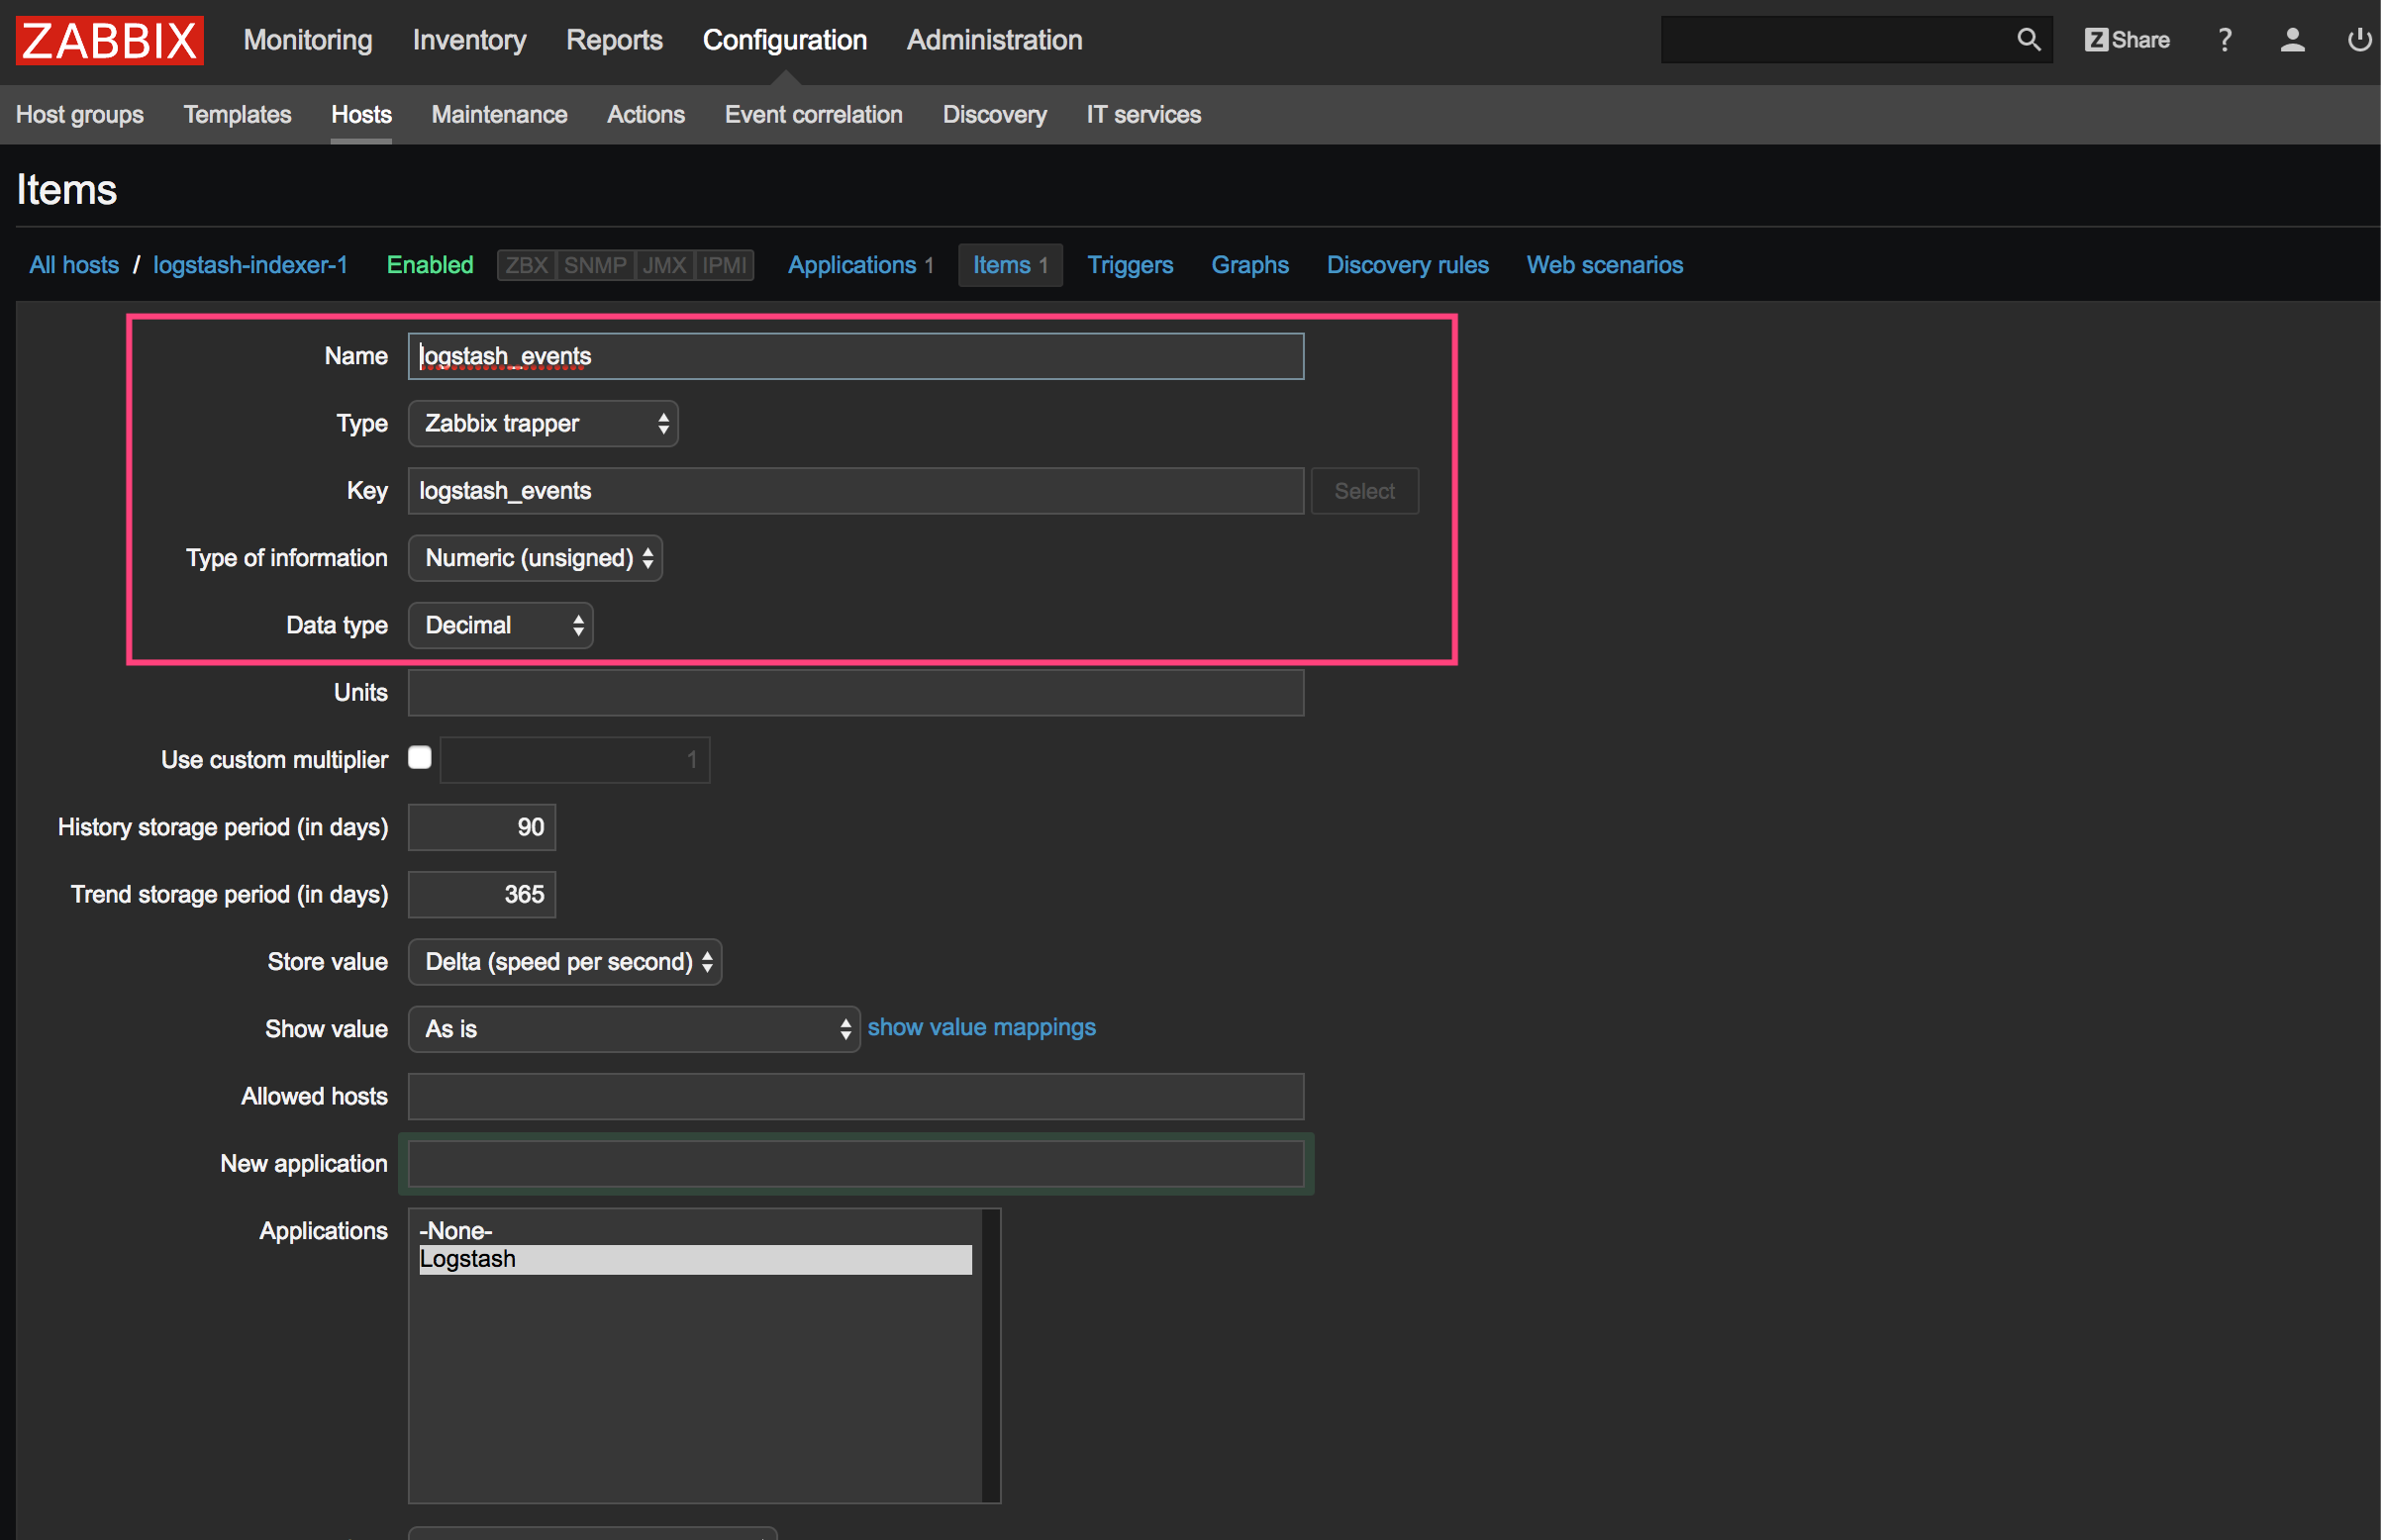 ZABBIX Monitoring Inventory Reports Configuration Administration Z Share ?
Host groups Templates Hosts Maintenance Actions Event correlation Discovery IT services
Items
All hosts / logstash-indexer-1 Enabled ZBX SNMP JMX IPMI Applications 1 Items 1 Triggers Graphs Discovery rules Web scenarios
Name logstash_events
Type Zabbix trapper
Key logstash_events Select
Type of information Numeric (unsigned)
Data type Decimal
Units
Use custom multiplier 1
History storage period (in days) 90
Trend storage period (in days) 365
Store value Delta (speed per second)
Show value As is show value mappings
Allowed hosts
New application
Applications -None-
Logstash